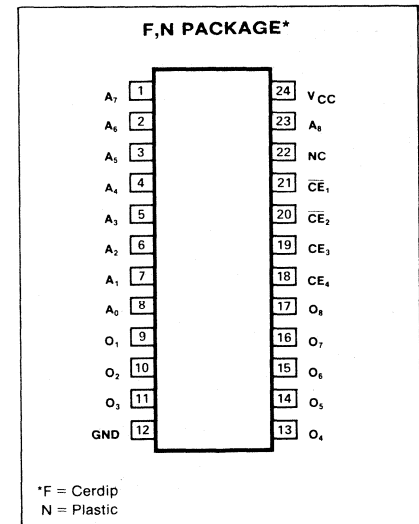 F,N PACKAGE*
A₇ 1 24 VCC
A₆ 2 23 A₈
A₅ 3 22 NC
A₄ 4 21 C̅E̅₁
A₃ 5 20 C̅E̅₂
A₂ 6 19 CE₃
A₁ 7 18 CE₄
A₀ 8 17 O₈
O₁ 9 16 O₇
O₂ 10 15 O₆
O₃ 11 14 O₅
GND 12 13 O₄
*F = Cerdip
N = Plastic